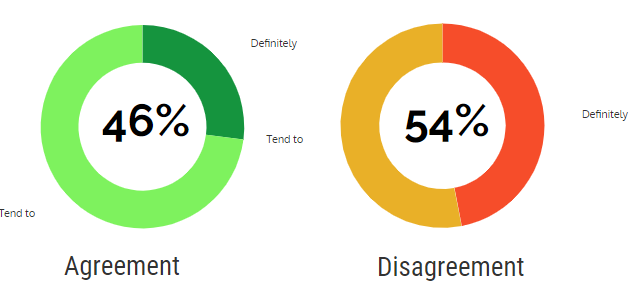 Definitely
46%
Tend to
Tend to
Agreement
54%
Definitely
Disagreement